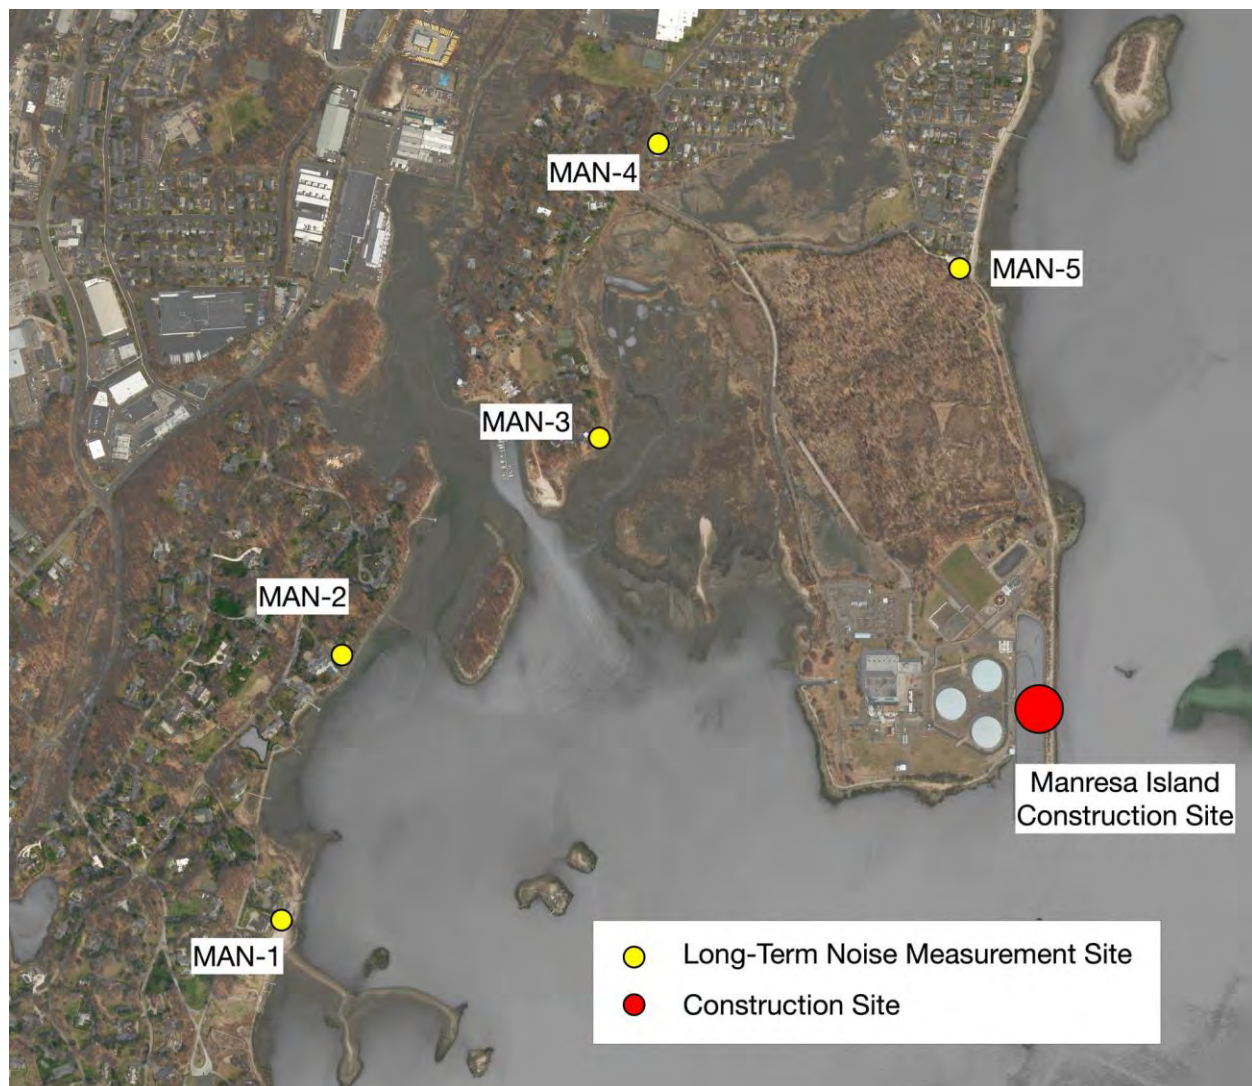 MAN-4
MAN-5
MAN-3
MAN-2
Manresa Island
Construction Site
MAN-1
Long-Term Noise Measurement Site
Construction Site